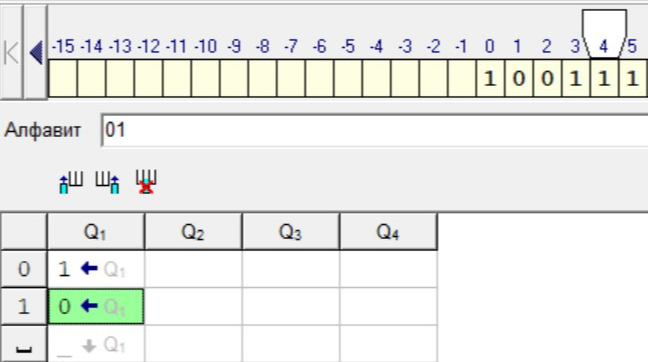 -15 -14 -13 -12 -11 -10 -9 -8 -7 -6 -5 -4 -3 -2 -1 0 1 2 3 4 5
1 0 0 1 1 1
Алфавит 01
Q₁ Q₂ Q₃ Q₄
0 1 ← Q₁
1 0 ← Q₁
␣ _ ↓ Q₁